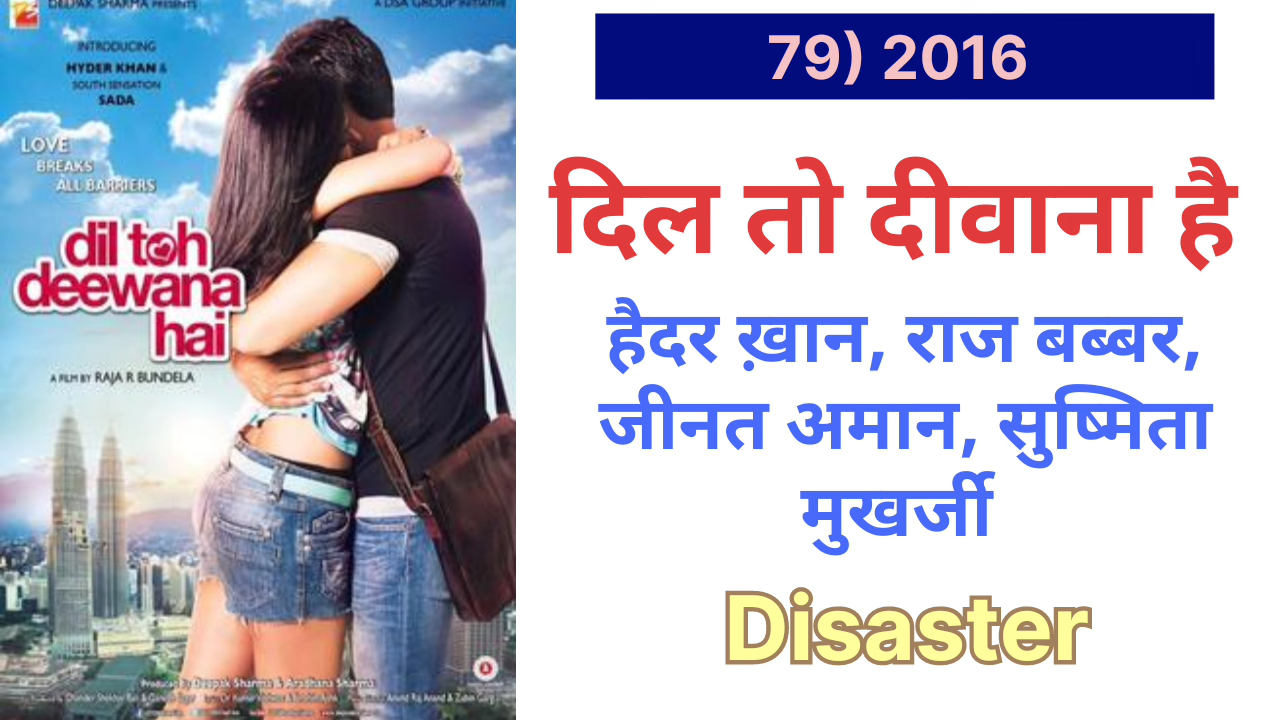 DEEPAK SHARMA PRESENTS
A DSA GROUP INITIATIVE
INTRODUCING
HYDER KHAN &
SOUTH SENSATION
SADA
LOVE
BREAKS
ALL BARRIERS
dil toh
deewana
hai
A FILM BY RAJA R BUNDELA
Produced by Deepak Sharma & Aradhana Sharma
79) 2016
दिल तो दीवाना है
हैदर ख़ान, राज बब्बर,
जीनत अमान, सुष्मिता
मुखर्जी
Disaster